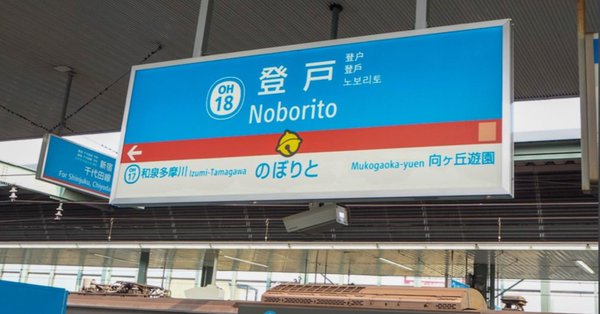 OH
18
登戸
登户
登戶
노보리토
Noborito
OH
17
和泉多摩川 Izumi-Tamagawa
のぼりと
Mukogaoka-yuen 向ヶ丘遊園
新宿
千代田線
For Shinjuku, Chiyoda